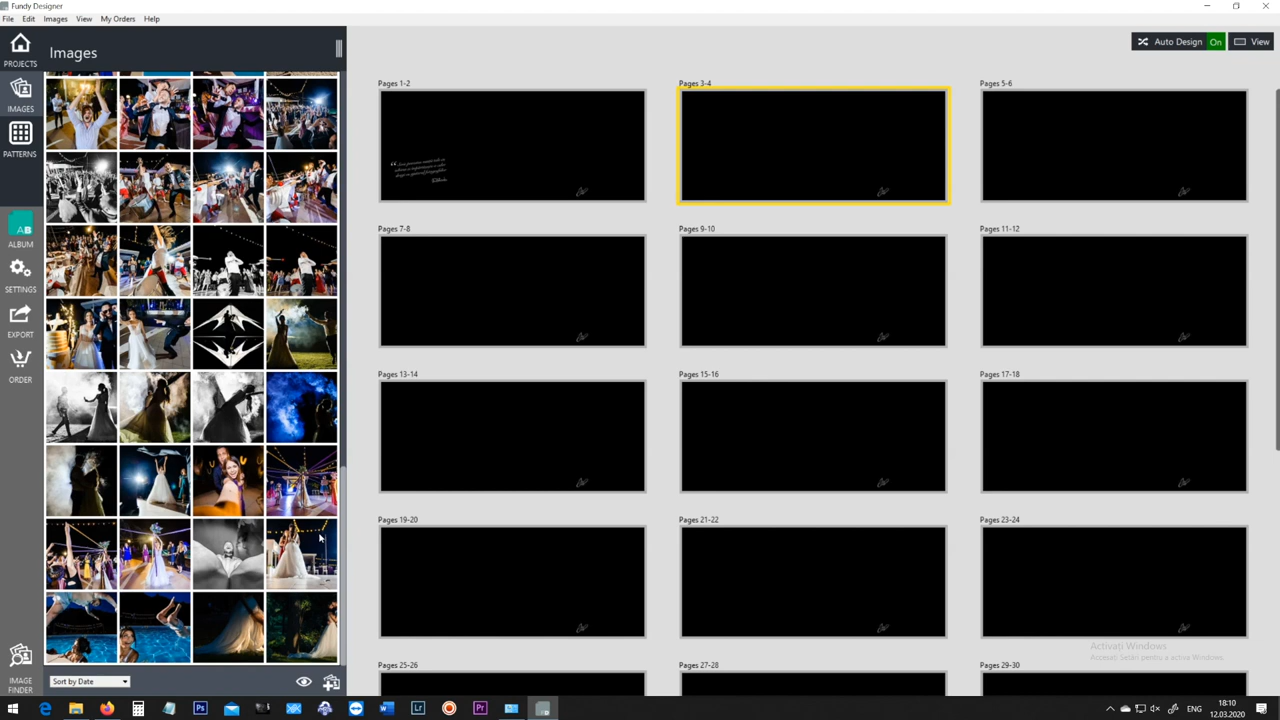 Fundy Designer
File Edit Images View My Orders Help
PROJECTS
Images
Auto Design On View
IMAGES
PATTERNS
ALBUM
AB
SETTINGS
EXPORT
ORDER
IMAGE
FINDER
Sort by Date
Pages 1-2 Pages 3-4 Pages 5-6
Pages 7-8 Pages 9-10 Pages 11-12
Pages 13-14 Pages 15-16 Pages 17-18
Pages 19-20 Pages 21-22 Pages 23-24
Pages 25-26 Pages 27-28 Pages 29-30
Activați Windows
Accesați Setări pentru a activa Windows.
Ps W Lr Pr
ENG
18:10
12.03.2020